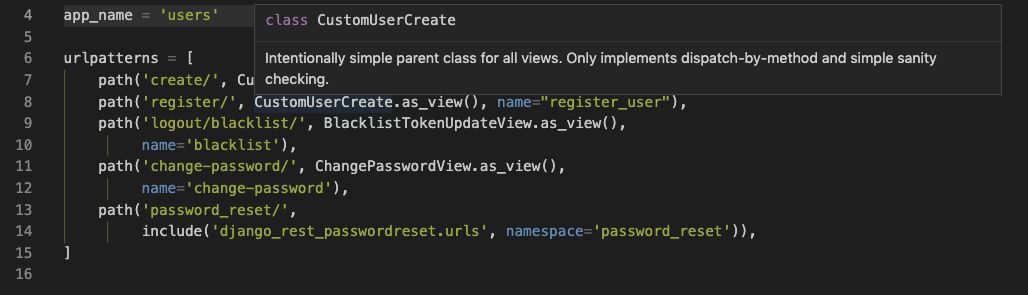 4 app_name = 'users'
class CustomUserCreate
5
6 urlpatterns = [
Intentionally simple parent class for all views. Only implements dispatch-by-method and simple sanity
checking.
7 path('create/', Cu
8 path('register/', CustomUserCreate.as_view(), name="register_user"),
9 path('logout/blacklist/', BlacklistTokenUpdateView.as_view(),
10 name='blacklist'),
11 path('change-password/', ChangePasswordView.as_view(),
12 name='change-password'),
13 path('password_reset/',
14 include('django_rest_passwordreset.urls', namespace='password_reset')),
15 ]
16